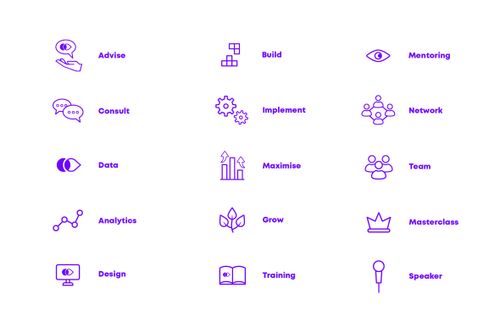 Advise
Build
Mentoring
Consult
Implement
Network
Data
Maximise
Team
Analytics
Grow
Masterclass
Design
Training
Speaker